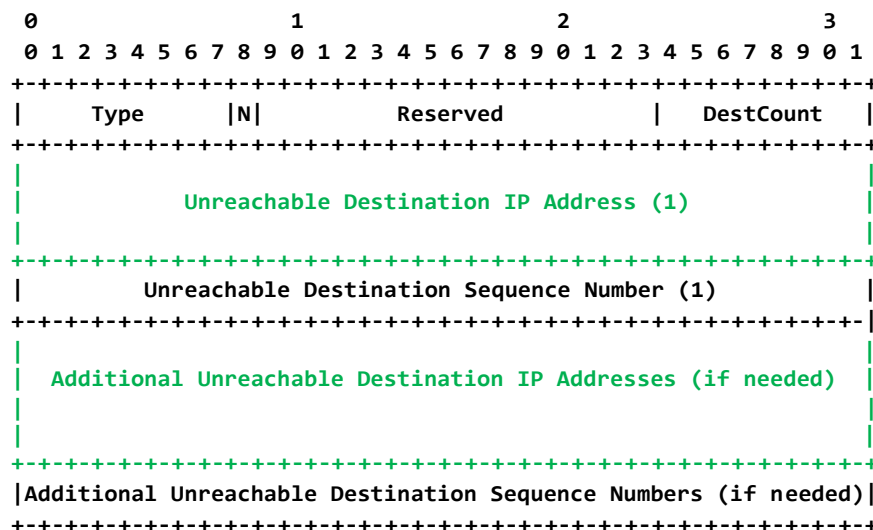 0                   1                   2                   3
0 1 2 3 4 5 6 7 8 9 0 1 2 3 4 5 6 7 8 9 0 1 2 3 4 5 6 7 8 9 0 1
+-+-+-+-+-+-+-+-+-+-+-+-+-+-+-+-+-+-+-+-+-+-+-+-+-+-+-+-+-+-+-+-+
|     Type      |N|          Reserved           |   DestCount   |
+-+-+-+-+-+-+-+-+-+-+-+-+-+-+-+-+-+-+-+-+-+-+-+-+-+-+-+-+-+-+-+-+
|                                                               |
|            Unreachable Destination IP Address (1)             |
|                                                               |
+-+-+-+-+-+-+-+-+-+-+-+-+-+-+-+-+-+-+-+-+-+-+-+-+-+-+-+-+-+-+-+-+
|         Unreachable Destination Sequence Number (1)           |
+-+-+-+-+-+-+-+-+-+-+-+-+-+-+-+-+-+-+-+-+-+-+-+-+-+-+-+-+-+-+-+-|
|                                                               |
|  Additional Unreachable Destination IP Addresses (if needed)  |
|                                                               |
|                                                               |
+-+-+-+-+-+-+-+-+-+-+-+-+-+-+-+-+-+-+-+-+-+-+-+-+-+-+-+-+-+-+-+-+
|Additional Unreachable Destination Sequence Numbers (if needed)|
+-+-+-+-+-+-+-+-+-+-+-+-+-+-+-+-+-+-+-+-+-+-+-+-+-+-+-+-+-+-+-+-+